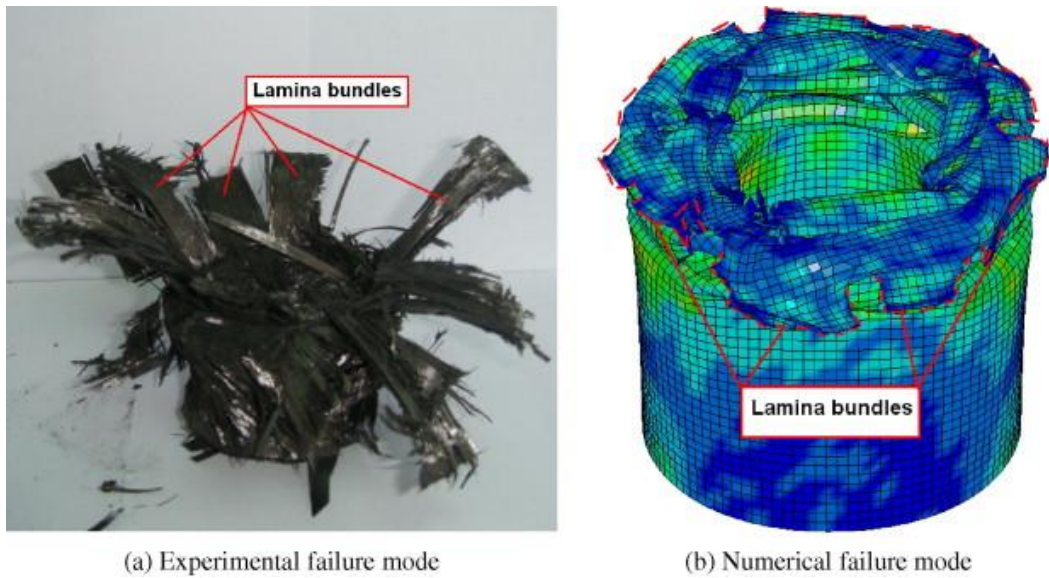 Lamina bundles
Lamina bundles
(a) Experimental failure mode
(b) Numerical failure mode